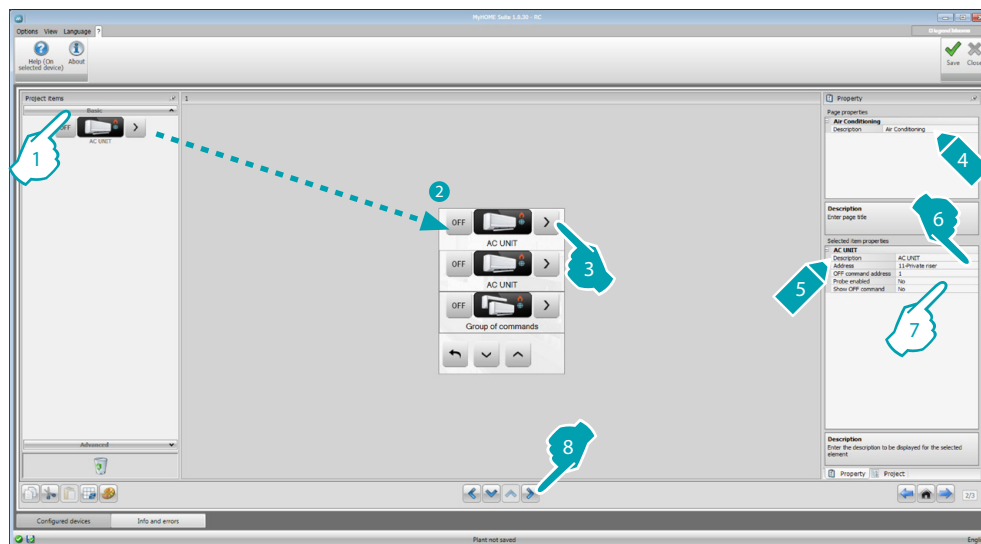 MyHOME Suite 1.0.20 - RC
Options View Language ?
Help (On selected device)
About
Save Close
Project items
Basic
OFF
AC UNIT
1
1
2
OFF
AC UNIT
OFF
AC UNIT
OFF
Group of commands
3
Property
Page properties
Air Conditioning
Description Air Conditioning
4
Description
Enter page title
6
Selected item properties
AC UNIT
Description AC UNIT
Address 11-Private riser
OFF command address 1
Probe enabled No
Show OFF command No
5
7
Description
Enter the description to be displayed for the selected
element
Property Project
Advanced
8
2/3
Configured devices Info and errors
Plant not saved
Engli